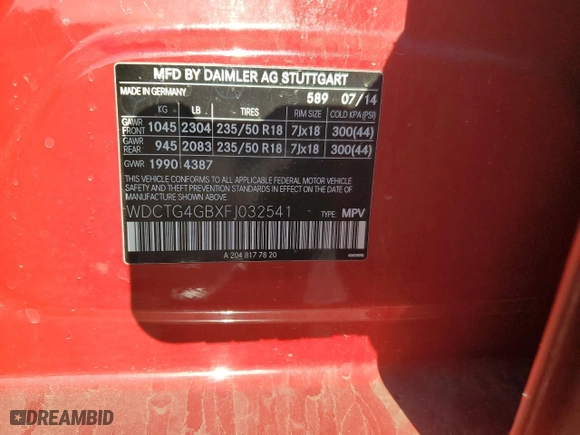 MFD BY DAIMLER AG STUTTGART
MADE IN GERMANY 589 07/14
KG LB TIRES RIM SIZE COLD KPA (PSI)
GAWR FRONT 1045 2304 235/50 R18 7Jx18 300(44)
GAWR REAR 945 2083 235/50 R18 7Jx18 300(44)
GVWR 1990 4387
THIS VEHICLE CONFORMS TO ALL APPLICABLE FEDERAL MOTOR VEHICLE
SAFETY AND THEFT PREVENTION STANDARDS IN EFFECT ON THE DATE
OF MANUFACTURE SHOWN ABOVE.
WDCTG4GBXFJ032541 TYPE: MPV
A 204 817 78 20
DREAMBID